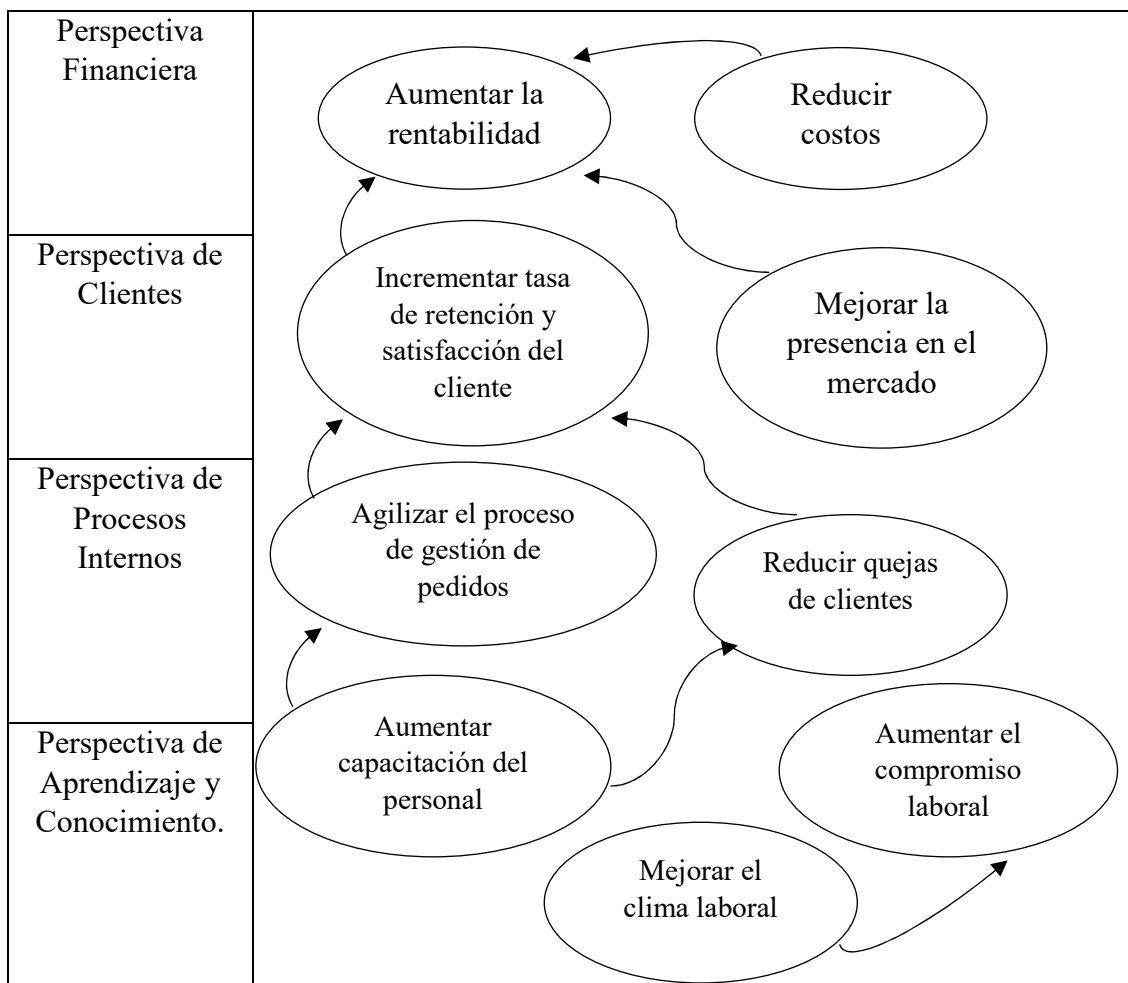 Perspectiva
Financiera
Aumentar la
rentabilidad
Reducir
costos
Perspectiva de
Clientes
Incrementar tasa
de retención y
satisfacción del
cliente
Mejorar la
presencia en el
mercado
Perspectiva de
Procesos
Internos
Agilizar el proceso
de gestión de
pedidos
Reducir quejas
de clientes
Perspectiva de
Aprendizaje y
Conocimiento.
Aumentar
capacitación del
personal
Aumentar el
compromiso
laboral
Mejorar el
clima laboral